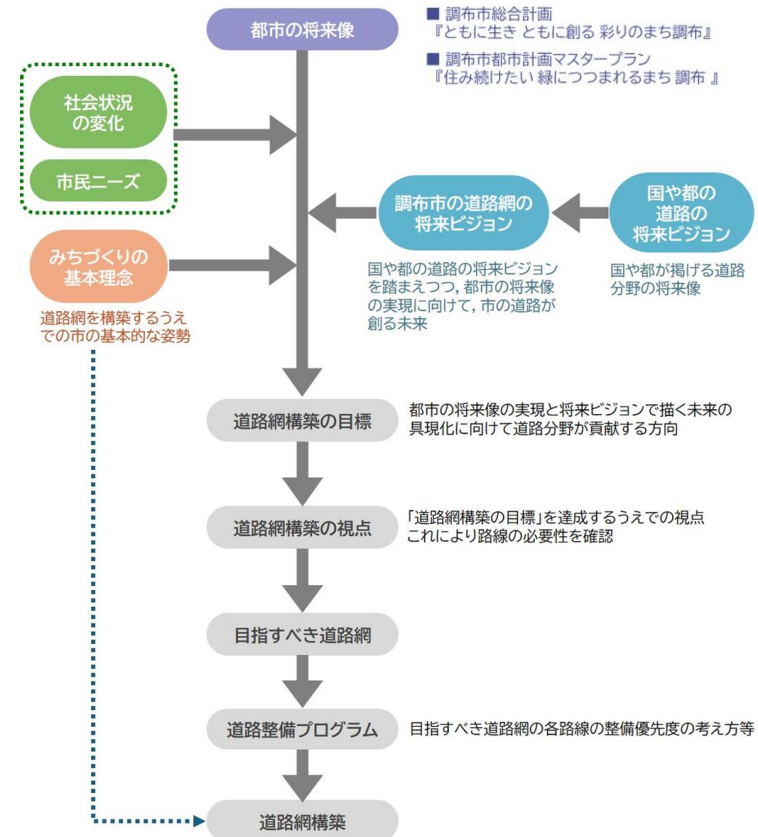 都市の将来像
■ 調布市総合計画
『ともに生き ともに創る 彩りのまち調布』
■ 調布市都市計画マスタープラン
『住み続けたい 緑につつまれるまち 調布 』
社会状況
の変化
市民ニーズ
調布市の道路網の
将来ビジョン
国や都の
道路の
将来ビジョン
みちづくりの
基本理念
国や都の道路の将来ビジョン
を踏まえつつ，都市の将来像
の実現に向けて，市の道路が
創る未来
国や都が掲げる道路
分野の将来像
道路網を構築するうえ
での市の基本的な姿勢
道路網構築の目標
都市の将来像の実現と将来ビジョンで描く未来の
具現化に向けて道路分野が貢献する方向
道路網構築の視点
「道路網構築の目標」を達成するうえでの視点
これにより路線の必要性を確認
目指すべき道路網
道路整備プログラム
目指すべき道路網の各路線の整備優先度の考え方等
道路網構築